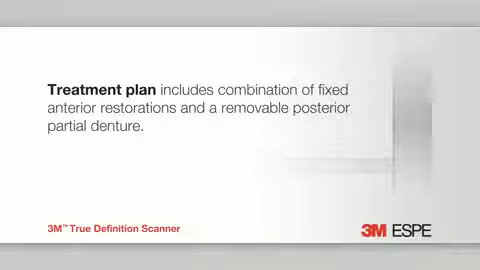 Treatment plan includes combination of fixed
anterior restorations and a removable posterior
partial denture.
3M™ True Definition Scanner
3M ESPE